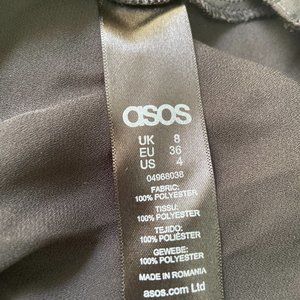 asos
UK 8
EU 36
US 4
04968038
FABRIC:
100% POLYESTER
TISSU:
100% POLYESTER
TEJIDO:
100% POLIÉSTER
GEWEBE:
100% POLYESTER
MADE IN ROMANIA
asos.com Ltd